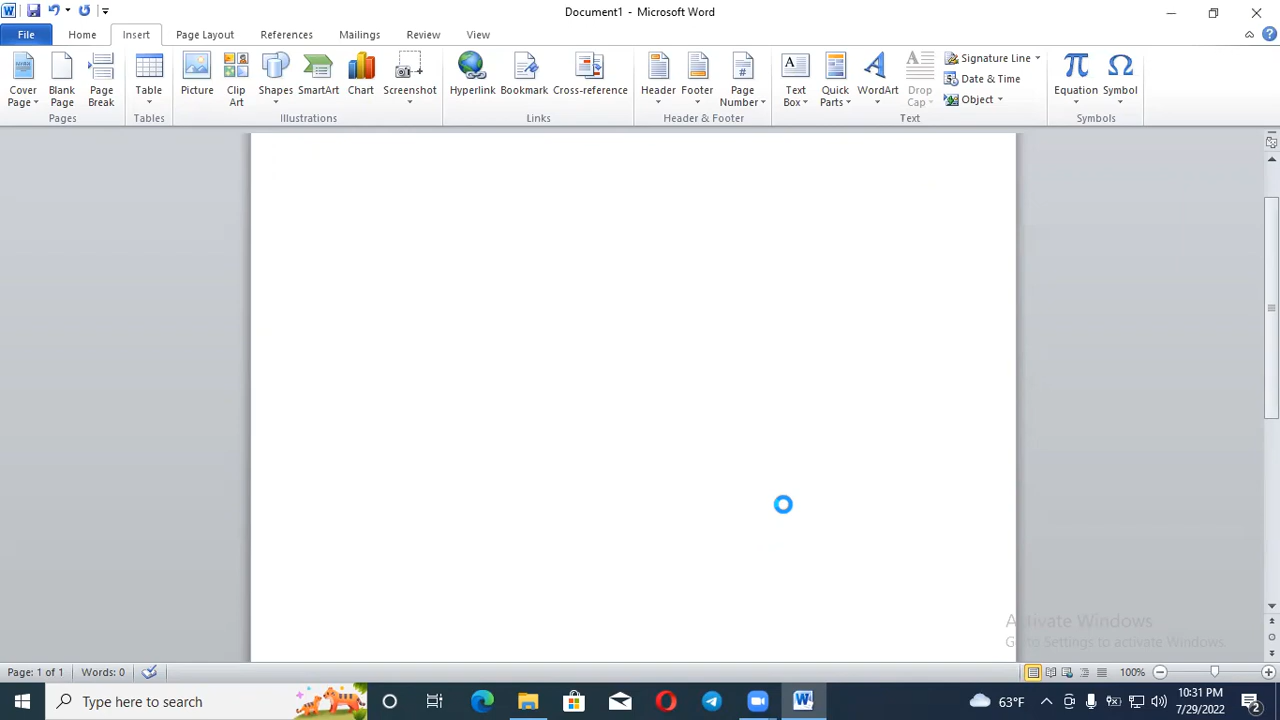 Document1 - Microsoft Word
File Home Insert Page Layout References Mailings Review View
Cover Page
Blank Page
Page Break
Pages
Table
Tables
Picture
Clip Art
Shapes
SmartArt
Chart
Screenshot
Illustrations
Hyperlink
Bookmark
Cross-reference
Links
Header
Footer
Page Number
Header & Footer
Text Box
Quick Parts
WordArt
Drop Cap
Signature Line
Date & Time
Object
Text
π
Equation
Ω
Symbol
Symbols
Activate Windows
Go to Settings to activate Windows.
Page: 1 of 1 Words: 0 100%
Type here to search
63°F
10:31 PM
7/29/2022
2